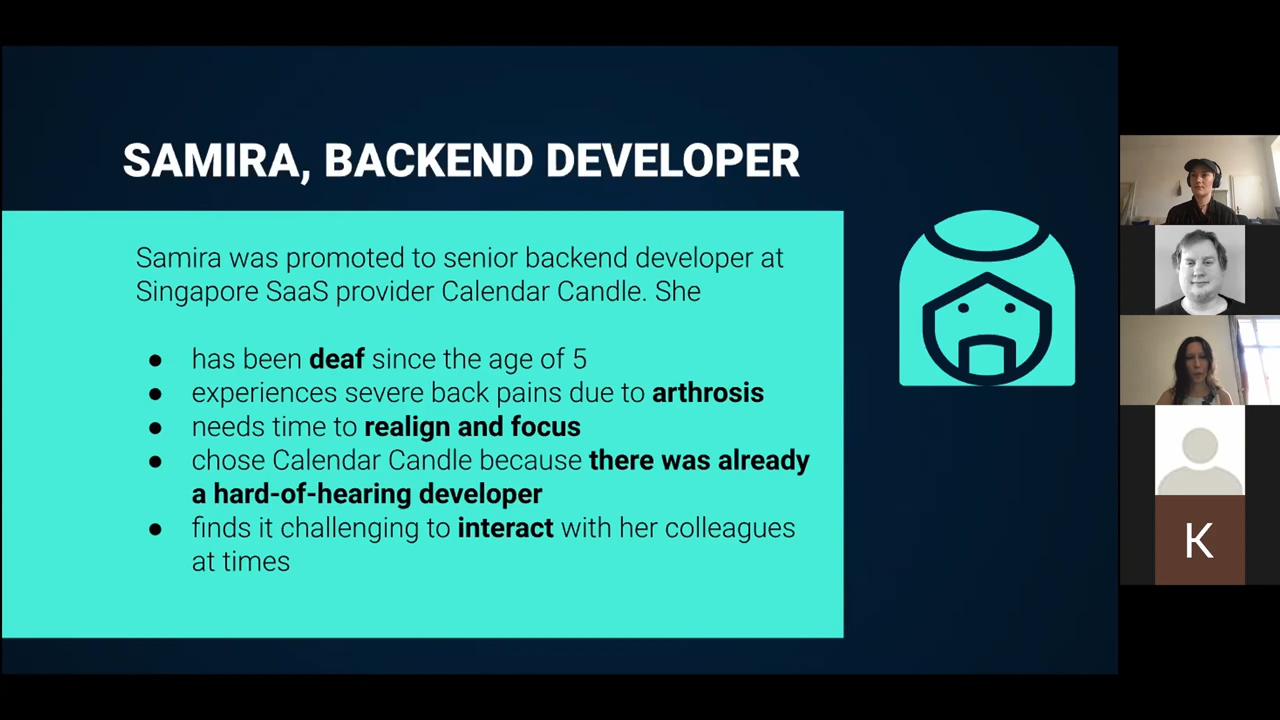 SAMIRA, BACKEND DEVELOPER
Samira was promoted to senior backend developer at
Singapore SaaS provider Calendar Candle. She
● has been deaf since the age of 5
● experiences severe back pains due to arthrosis
● needs time to realign and focus
● chose Calendar Candle because there was already
a hard-of-hearing developer
● finds it challenging to interact with her colleagues
at times
K